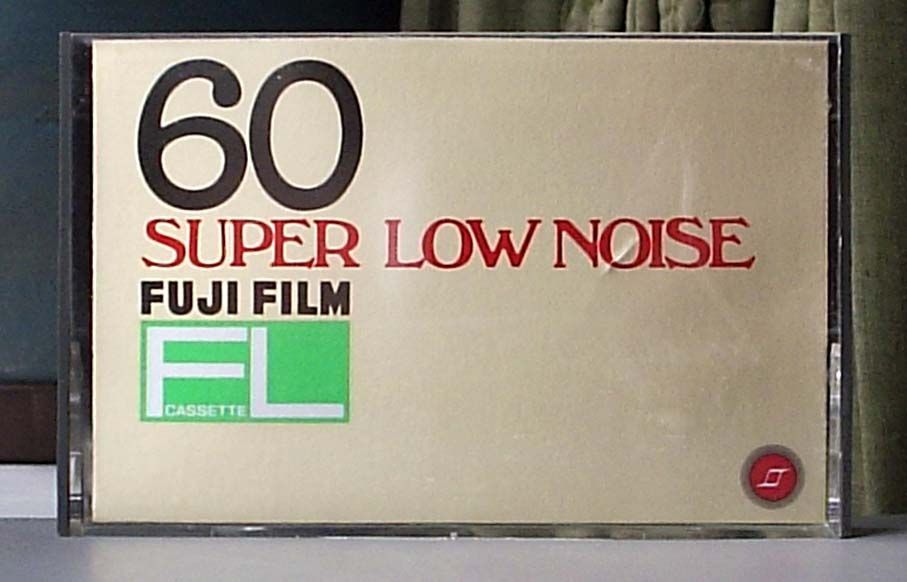 60
SUPER LOW NOISE
FUJI FILM
FL
CASSETTE